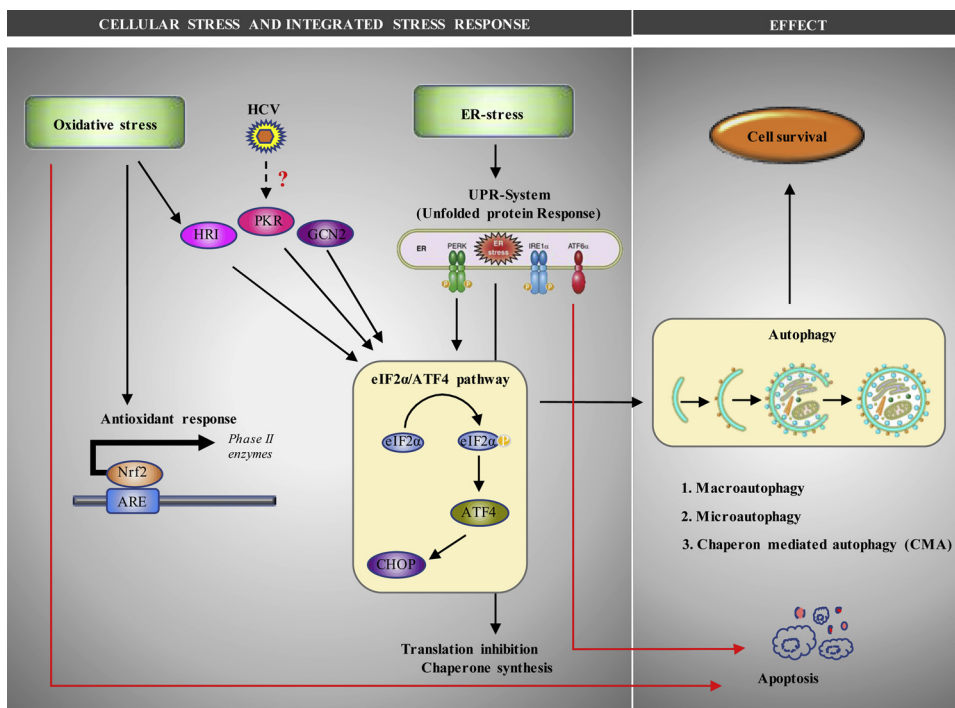 CELLULAR STRESS AND INTEGRATED STRESS RESPONSE
EFFECT
Oxidative stress
HCV
?
HRI
PKR
GCN2
ER-stress
UPR-System
(Unfolded protein Response)
ER
PERK
ER
stress
IRE1α
ATF6α
P
P
P
P
Cell survival
Autophagy
eIF2α/ATF4 pathway
eIF2α
eIF2α
P
ATF4
CHOP
Antioxidant response
Phase II
enzymes
Nrf2
ARE
Translation inhibition
Chaperone synthesis
1. Macroautophagy
2. Microautophagy
3. Chaperon mediated autophagy (CMA)
Apoptosis